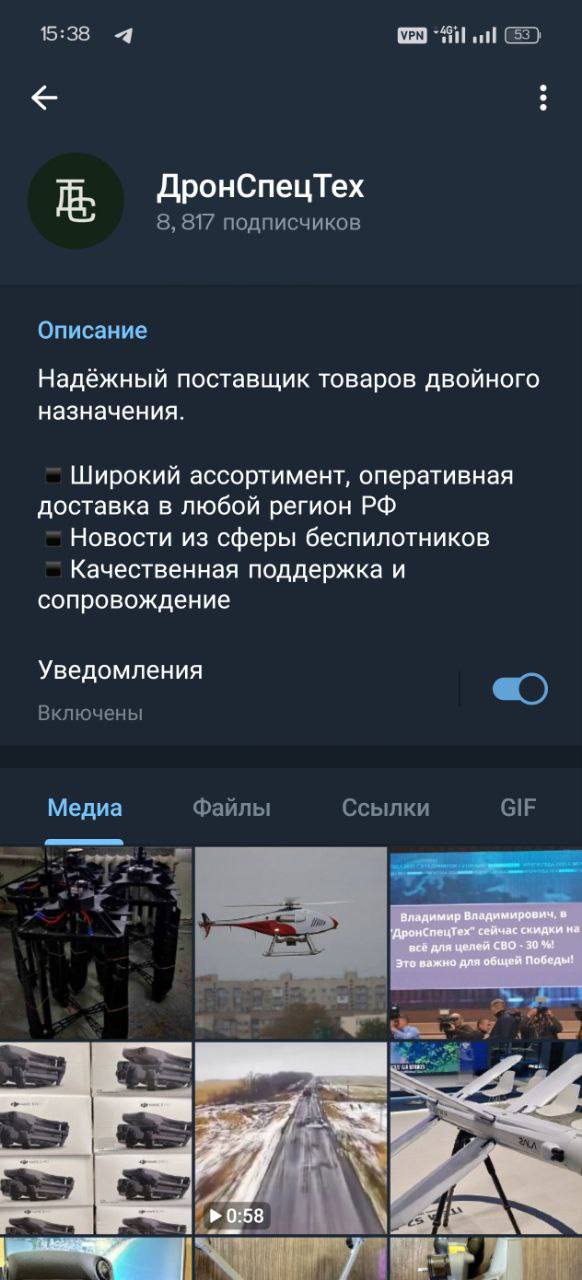 15:38
VPN 4G+ 53
ДронСпецТех
8, 817 подписчиков
Описание
Надёжный поставщик товаров двойного
назначения.
▪️Широкий ассортимент, оперативная
доставка в любой регион РФ
▪️Новости из сферы беспилотников
▪️Качественная поддержка и
сопровождение
Уведомления
Включены
Медиа Файлы Ссылки GIF
Владимир Владимирович, в
"ДронСпецТех" сейчас скидки на
всё для целей СВО - 30 %!
Это важно для общей Победы!
0:58